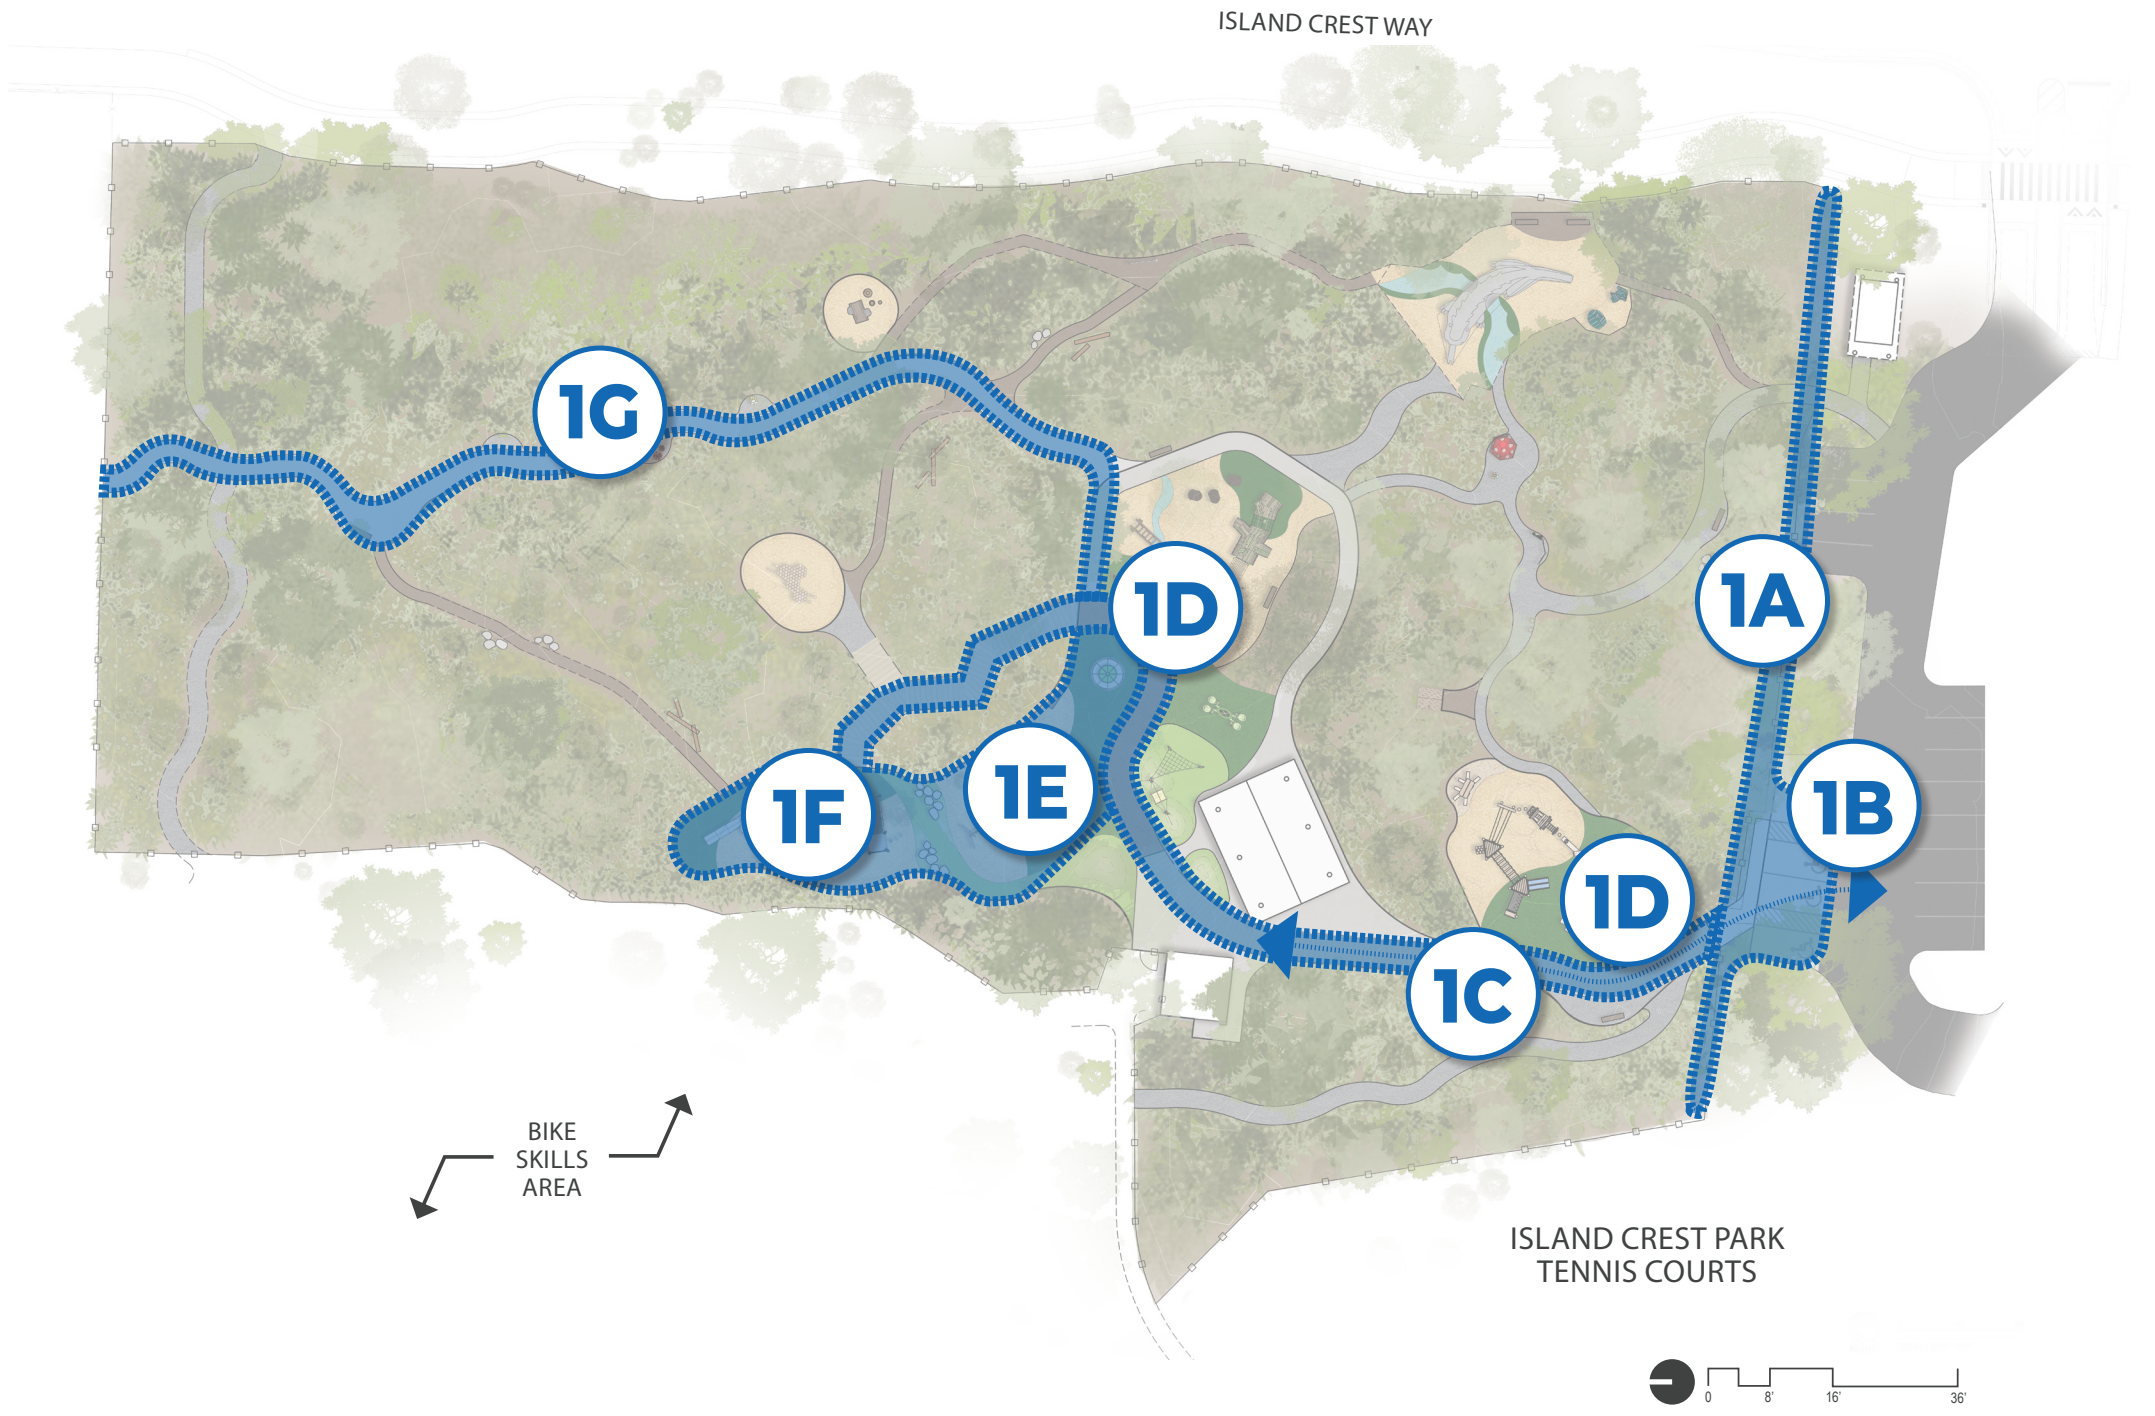 ISLAND CREST WAY
1G
1D
1A
1E
1F
1B
1D
1C
BIKE
SKILLS
AREA
ISLAND CREST PARK
TENNIS COURTS
0 8' 16' 36'